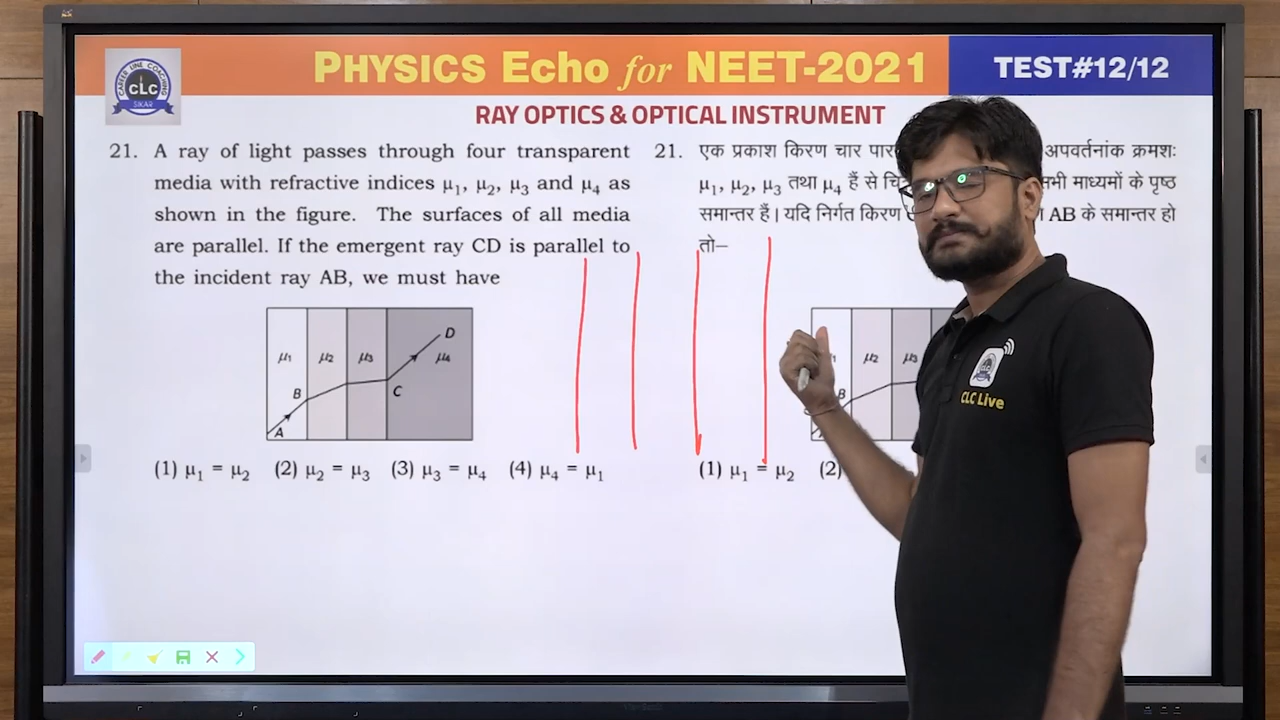 PHYSICS Echo for NEET-2021
TEST#12/12
CAREER LINE COACHING
CLC
SIKAR
RAY OPTICS & OPTICAL INSTRUMENT
21. A ray of light passes through four transparent
media with refractive indices μ₁, μ₂, μ₃ and μ₄ as
shown in the figure. The surfaces of all media
are parallel. If the emergent ray CD is parallel to
the incident ray AB, we must have
μ₁ μ₂ μ₃ μ₄
A B C D
(1) μ₁ = μ₂ (2) μ₂ = μ₃ (3) μ₃ = μ₄ (4) μ₄ = μ₁
21. एक प्रकाश किरण चार अपवर्तनांक क्रमशः
μ₁, μ₂, μ₃ तथा μ₄ हैं से माध्यमों के पृष्ठ
समान्तर हैं। यदि निर्गत किरण AB के समान्तर हो
तो–
μ₂ μ₃
B
(1) μ₁ = μ₂ (2)
CLC Live